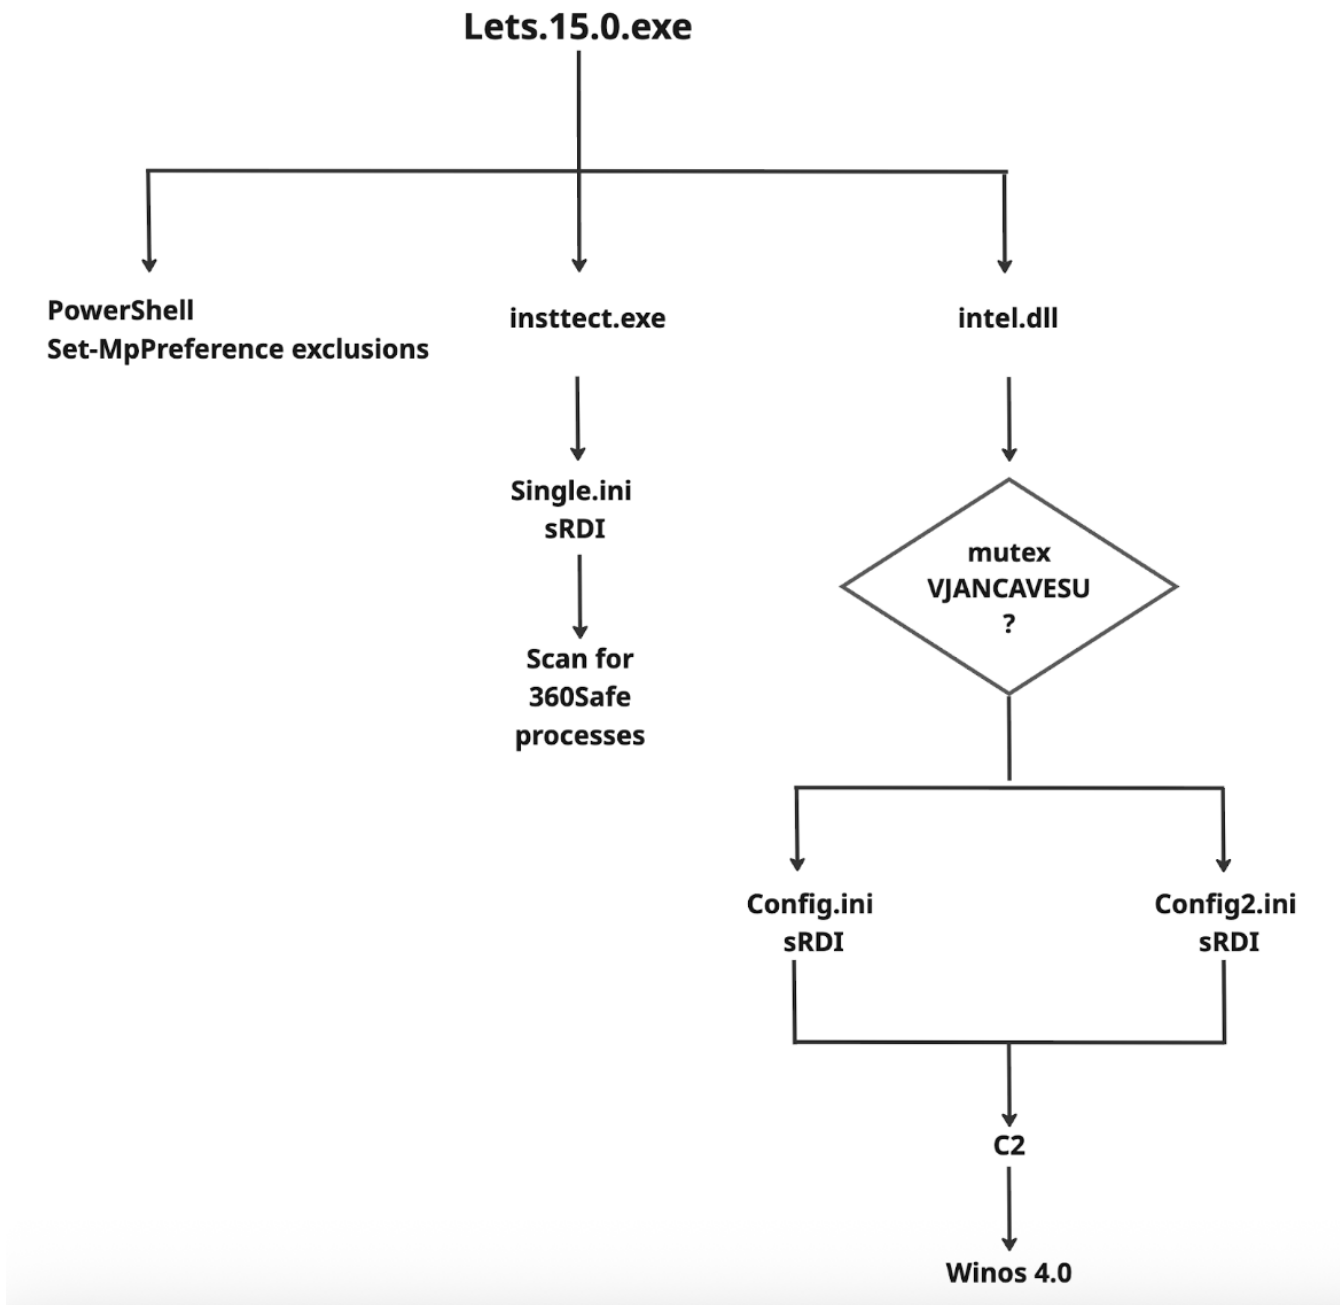 Lets.15.0.exe
PowerShell
Set-MpPreference exclusions
insttect.exe
intel.dll
Single.ini
sRDI
mutex
VJANCAVESU
?
Scan for
360Safe
processes
Config.ini
sRDI
Config2.ini
sRDI
C2
Winos 4.0